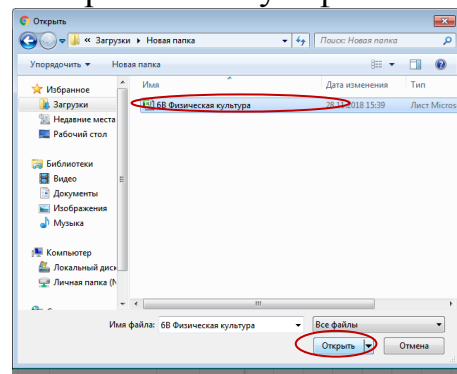 Открыть
« Загрузки ▸ Новая папка
Поиск: Новая папка
Упорядочить
Новая папка
Имя
Дата изменения
Тип
Избранное
Загрузки
Недавние места
Рабочий стол
Библиотеки
Видео
Документы
Изображения
Музыка
Компьютер
Локальный диск
Личная папка (N
6В Физическая культура
28.11.2018 15:39
Лист Micros
Имя файла:
6В Физическая культура
Все файлы
Открыть
Отмена